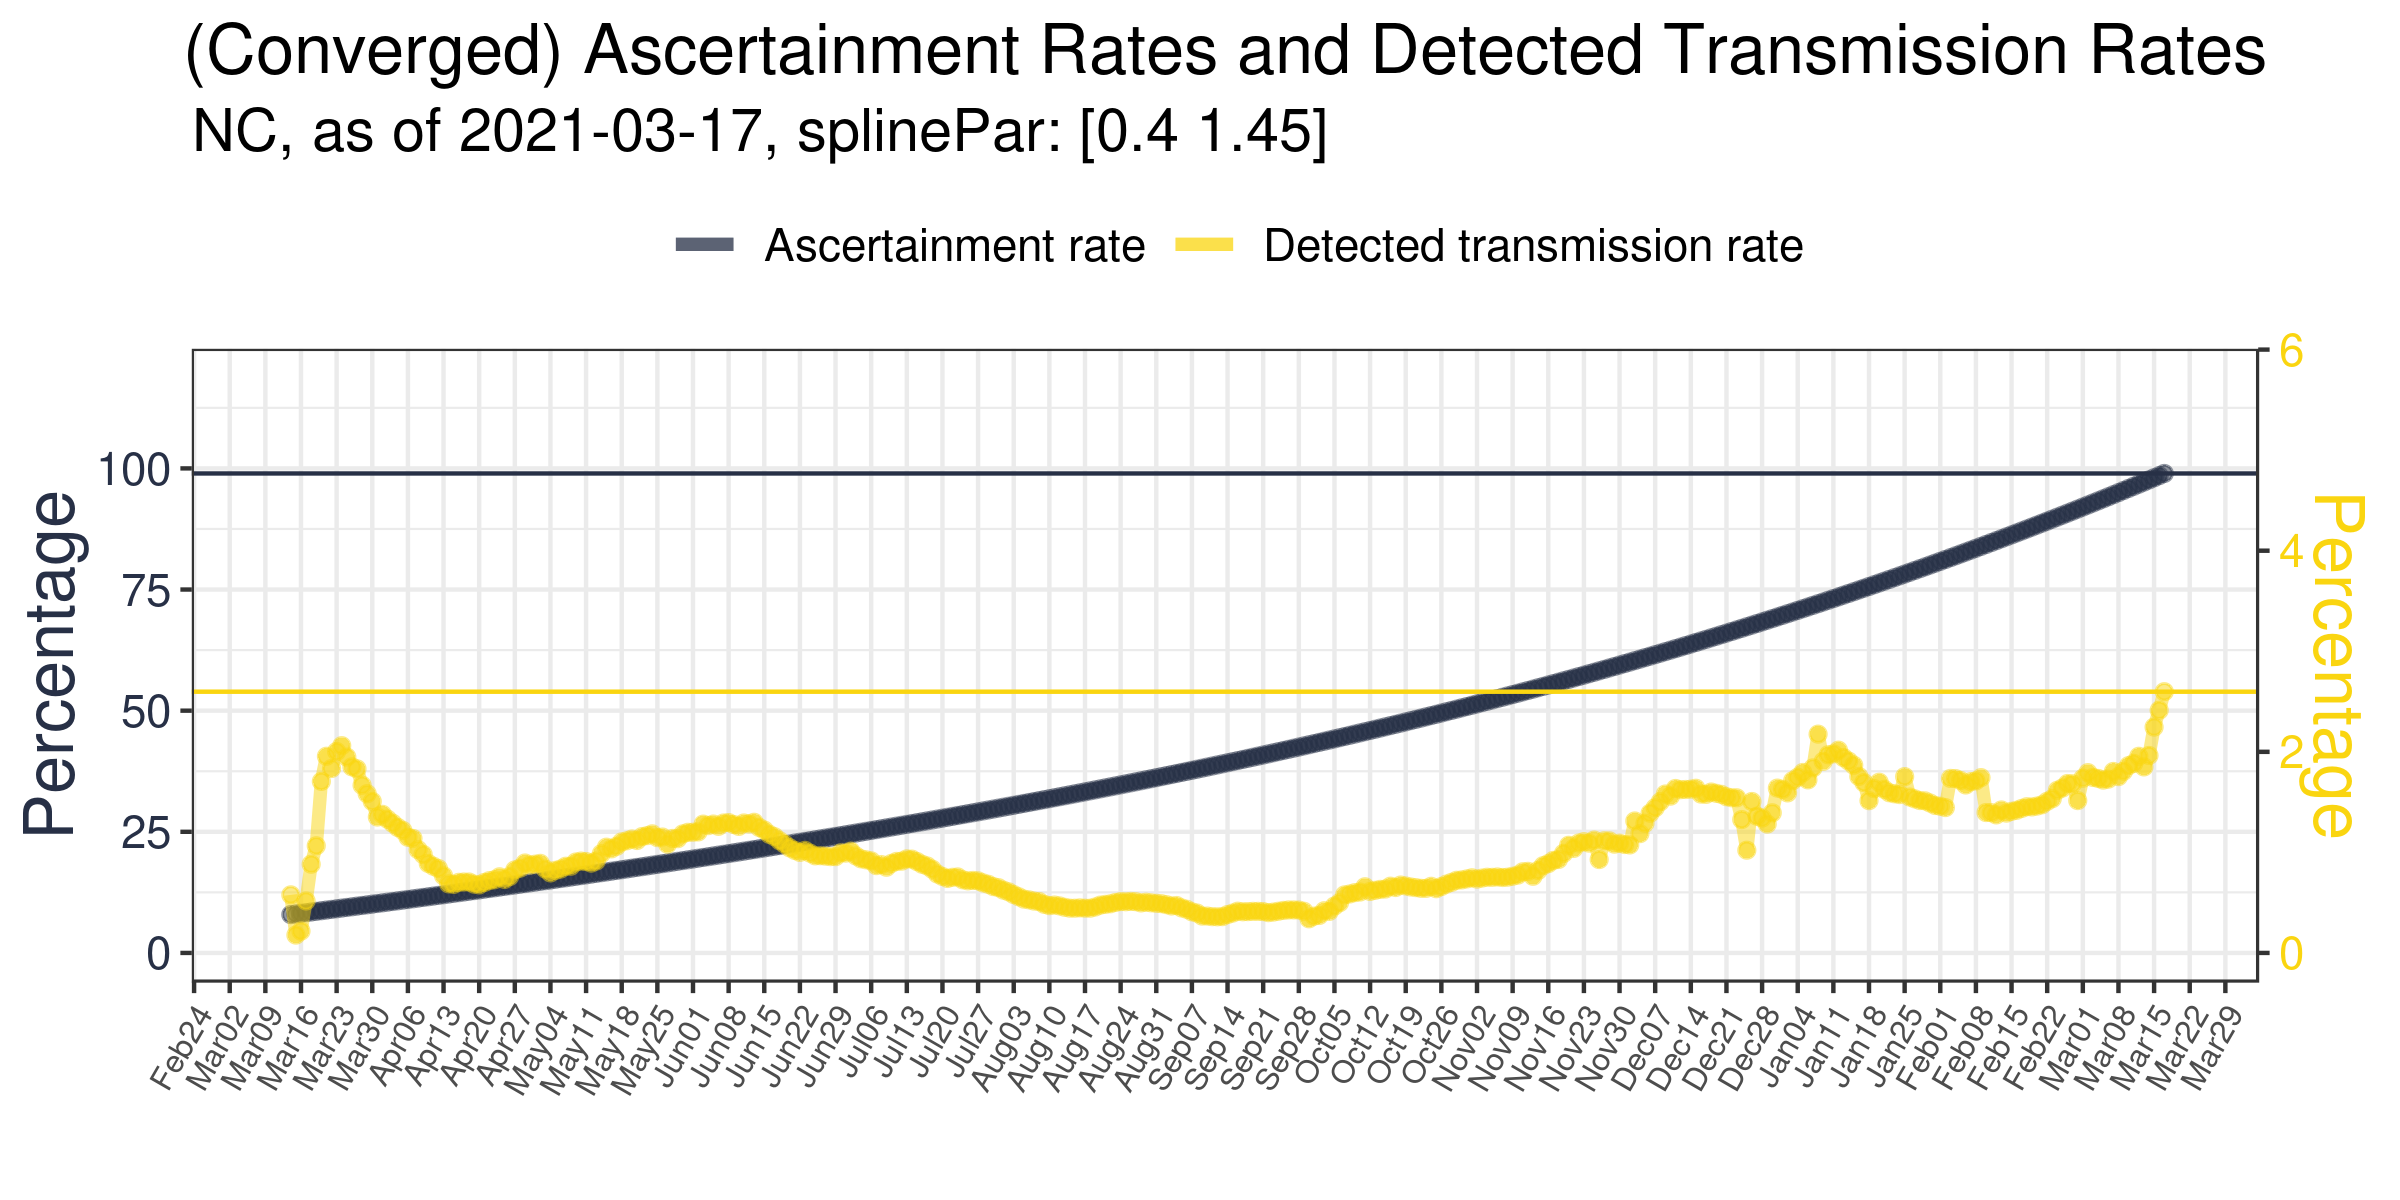 (Converged) Ascertainment Rates and Detected Transmission Rates
NC, as of 2021-03-17, splinePar: [0.4 1.45]
Ascertainment rate
Detected transmission rate
Percentage
100
75
50
25
0
6
4
2
0
Percentage
Feb24
Mar02
Mar09
Mar16
Mar23
Mar30
Apr06
Apr13
Apr20
Apr27
May04
May11
May18
May25
Jun01
Jun08
Jun15
Jun22
Jun29
Jul06
Jul13
Jul20
Jul27
Aug03
Aug10
Aug17
Aug24
Aug31
Sep07
Sep14
Sep21
Sep28
Oct05
Oct12
Oct19
Oct26
Nov02
Nov09
Nov16
Nov23
Nov30
Dec07
Dec14
Dec21
Dec28
Jan04
Jan11
Jan18
Jan25
Feb01
Feb08
Feb15
Feb22
Mar01
Mar08
Mar15
Mar22
Mar29